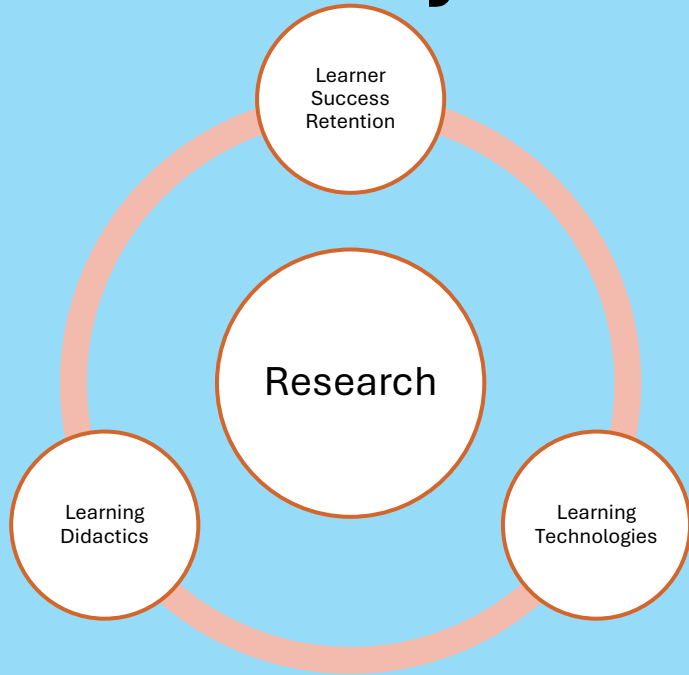 Learner
Success
Retention
Research
Learning
Didactics
Learning
Technologies